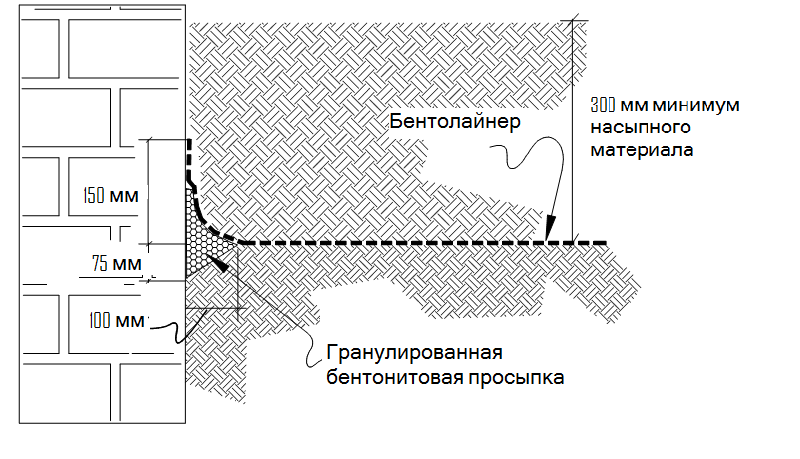 300 мм минимум
насыпного
материала
Бентолайнер
150 мм
75 мм
100 мм
Гранулированная
бентонитовая просыпка